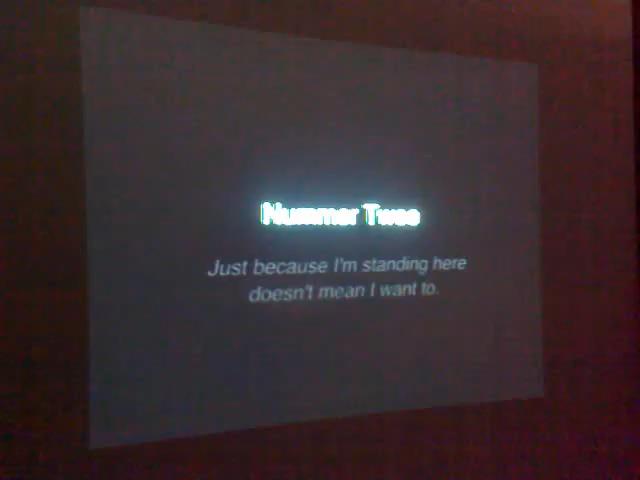 Nummer Twee
Just because I'm standing here
doesn't mean I want to.